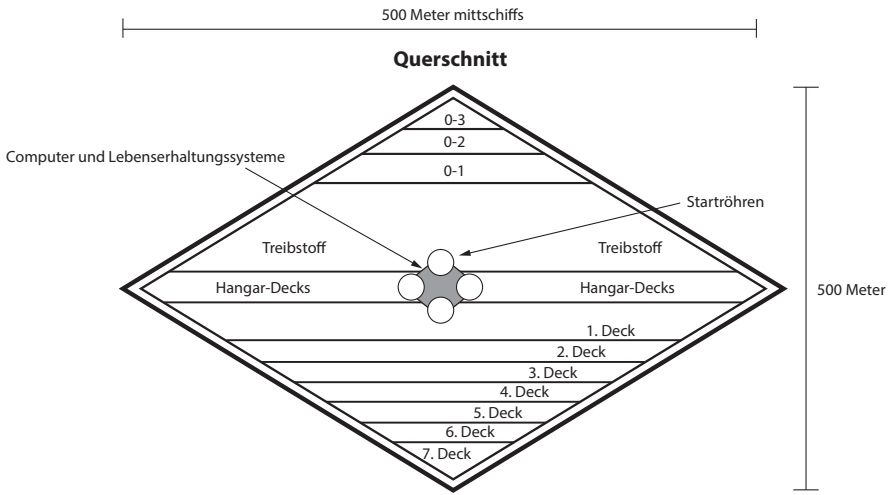 500 Meter mittschiffs
Querschnitt
0-3
0-2
Computer und Lebenserhaltungssysteme
0-1
Startröhren
Treibstoff
Treibstoff
Hangar-Decks
Hangar-Decks
500 Meter
1. Deck
2. Deck
3. Deck
4. Deck
5. Deck
6. Deck
7. Deck